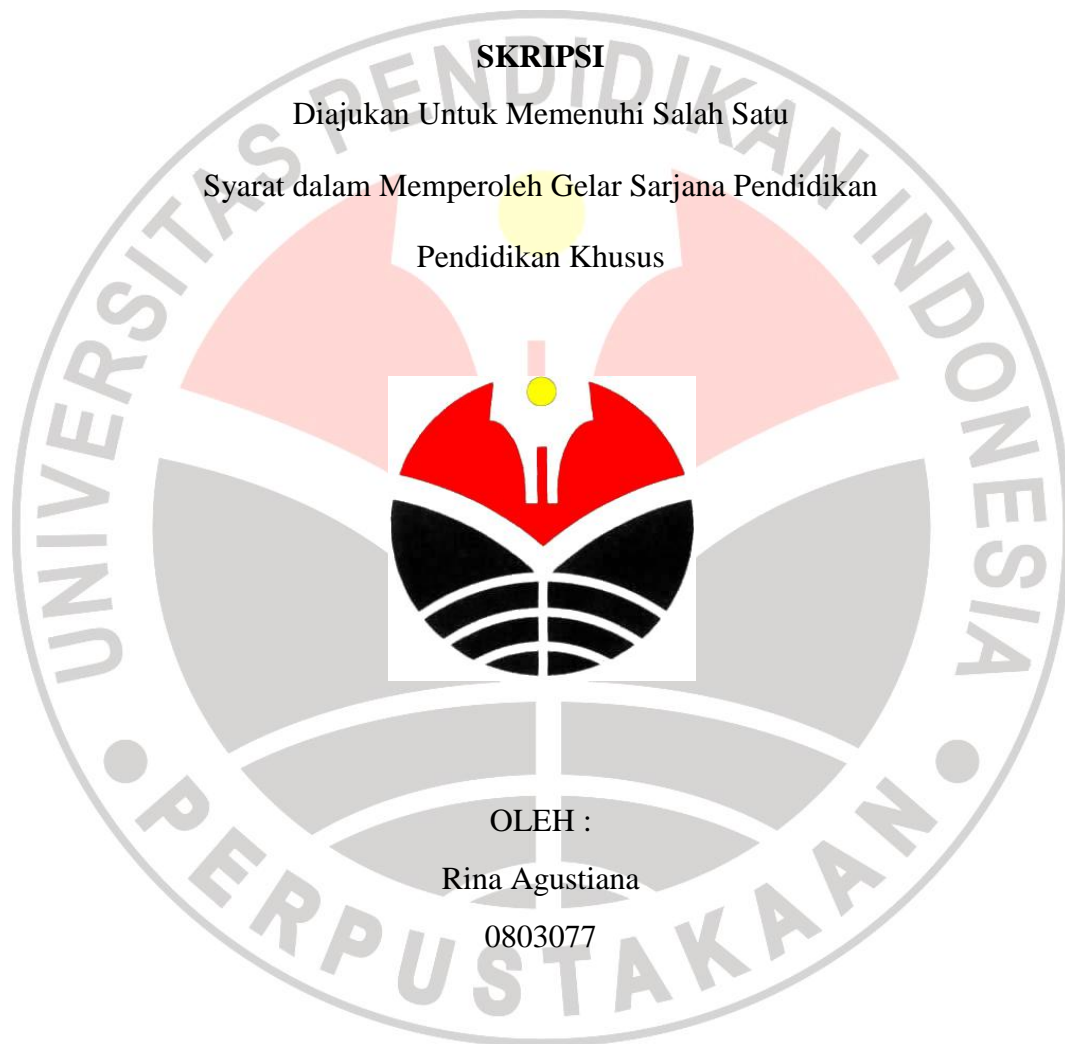 SKRIPSI
Diajukan Untuk Memenuhi Salah Satu
Syarat dalam Memperoleh Gelar Sarjana Pendidikan
Pendidikan Khusus
OLEH :
Rina Agustiana
0803077
UNIVERSITAS PENDIDIKAN INDONESIA
PERPUSTAKAAN